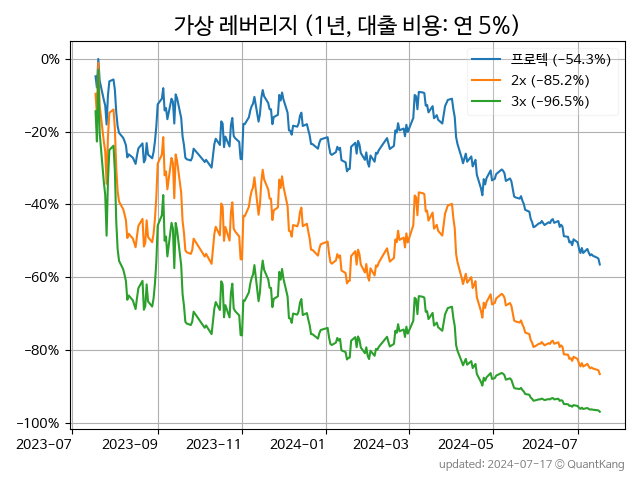 가상 레버리지 (1년, 대출 비용: 연 5%)
프로텍 (−54.3%)
2x (−85.2%)
3x (−96.5%)
0%
−20%
−40%
−60%
−80%
−100%
2023-07 2023-09 2023-11 2024-01 2024-03 2024-05 2024-07
updated: 2024-07-17 © QuantKang